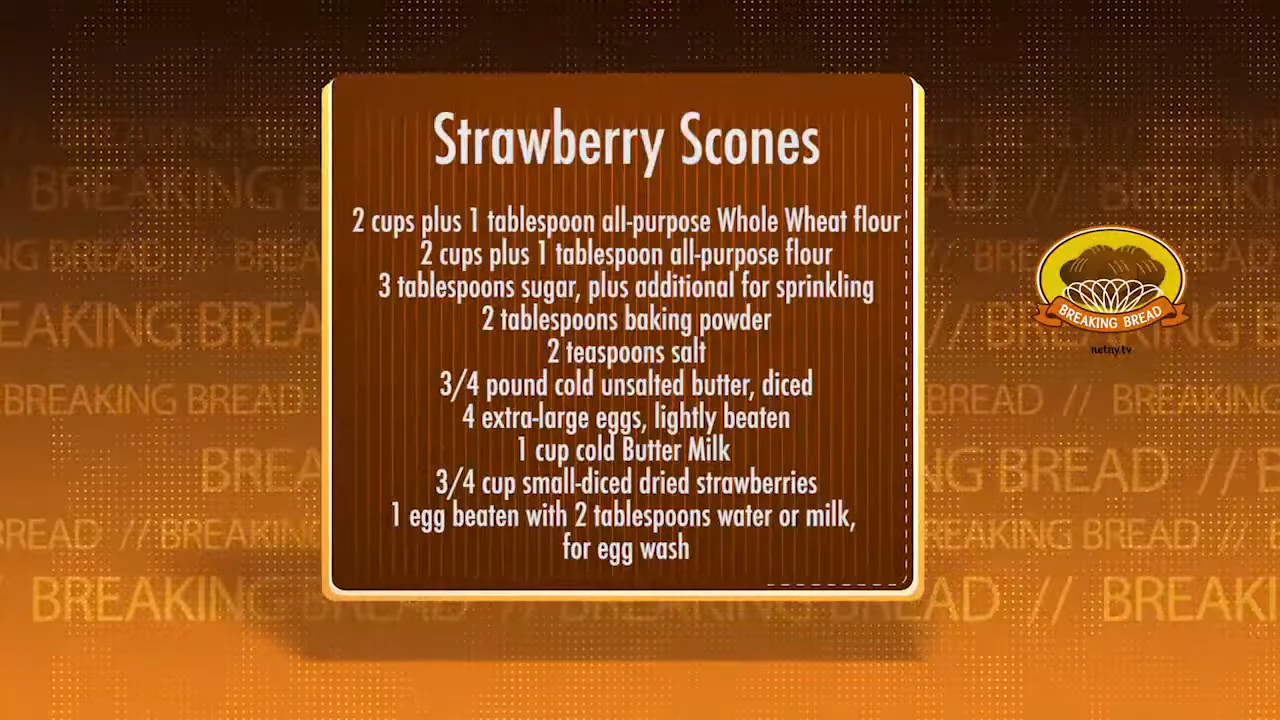 Strawberry Scones
2 cups plus 1 tablespoon all-purpose Whole Wheat flour
2 cups plus 1 tablespoon all-purpose flour
3 tablespoons sugar, plus additional for sprinkling
2 tablespoons baking powder
2 teaspoons salt
3/4 pound cold unsalted butter, diced
4 extra-large eggs, lightly beaten
1 cup cold Butter Milk
3/4 cup small-diced dried strawberries
1 egg beaten with 2 tablespoons water or milk,
for egg wash
BREAKING BREAD
netny.tv